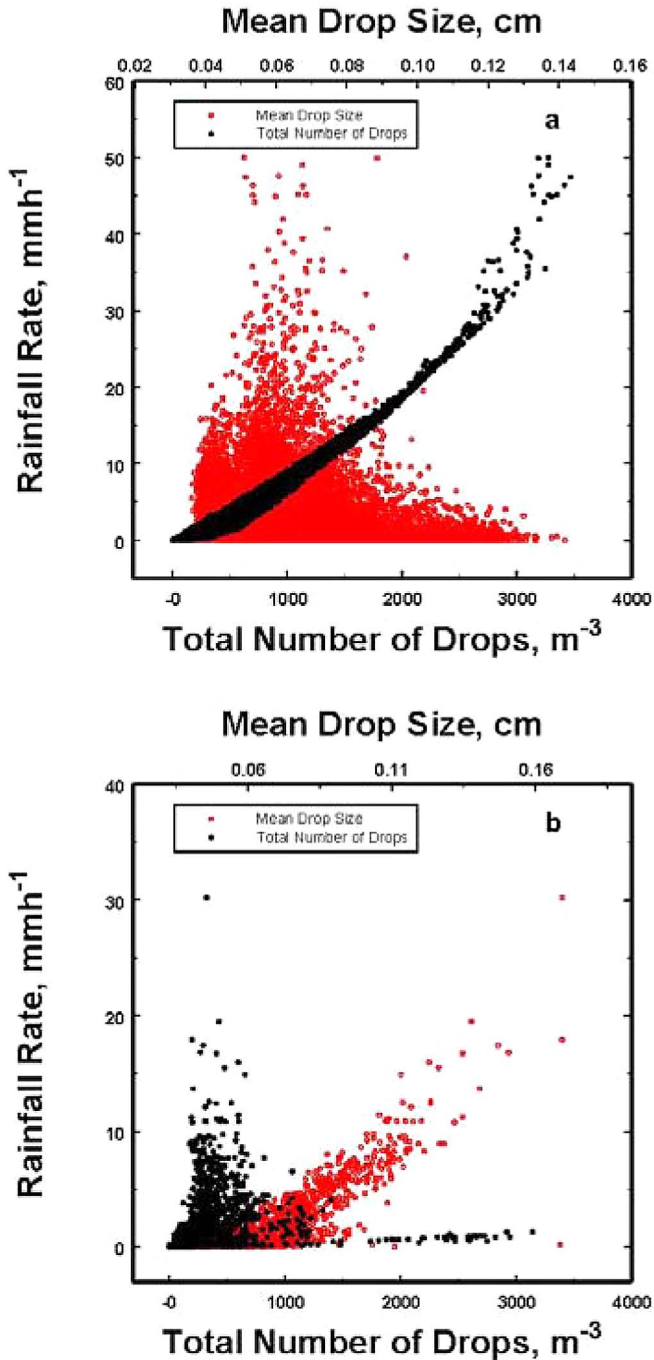 Mean Drop Size, cm
0.02 0.04 0.06 0.08 0.10 0.12 0.14 0.16
60
Mean Drop Size
Total Number of Drops
a
50
40
30
20
10
0
Rainfall Rate, mmh-1
-0 1000 2000 3000 4000
Total Number of Drops, m-3
Mean Drop Size, cm
0.06 0.11 0.16
40
Mean Drop Size
Total Number of Drops
b
30
20
10
0
Rainfall Rate, mmh-1
-0 1000 2000 3000 4000
Total Number of Drops, m-3